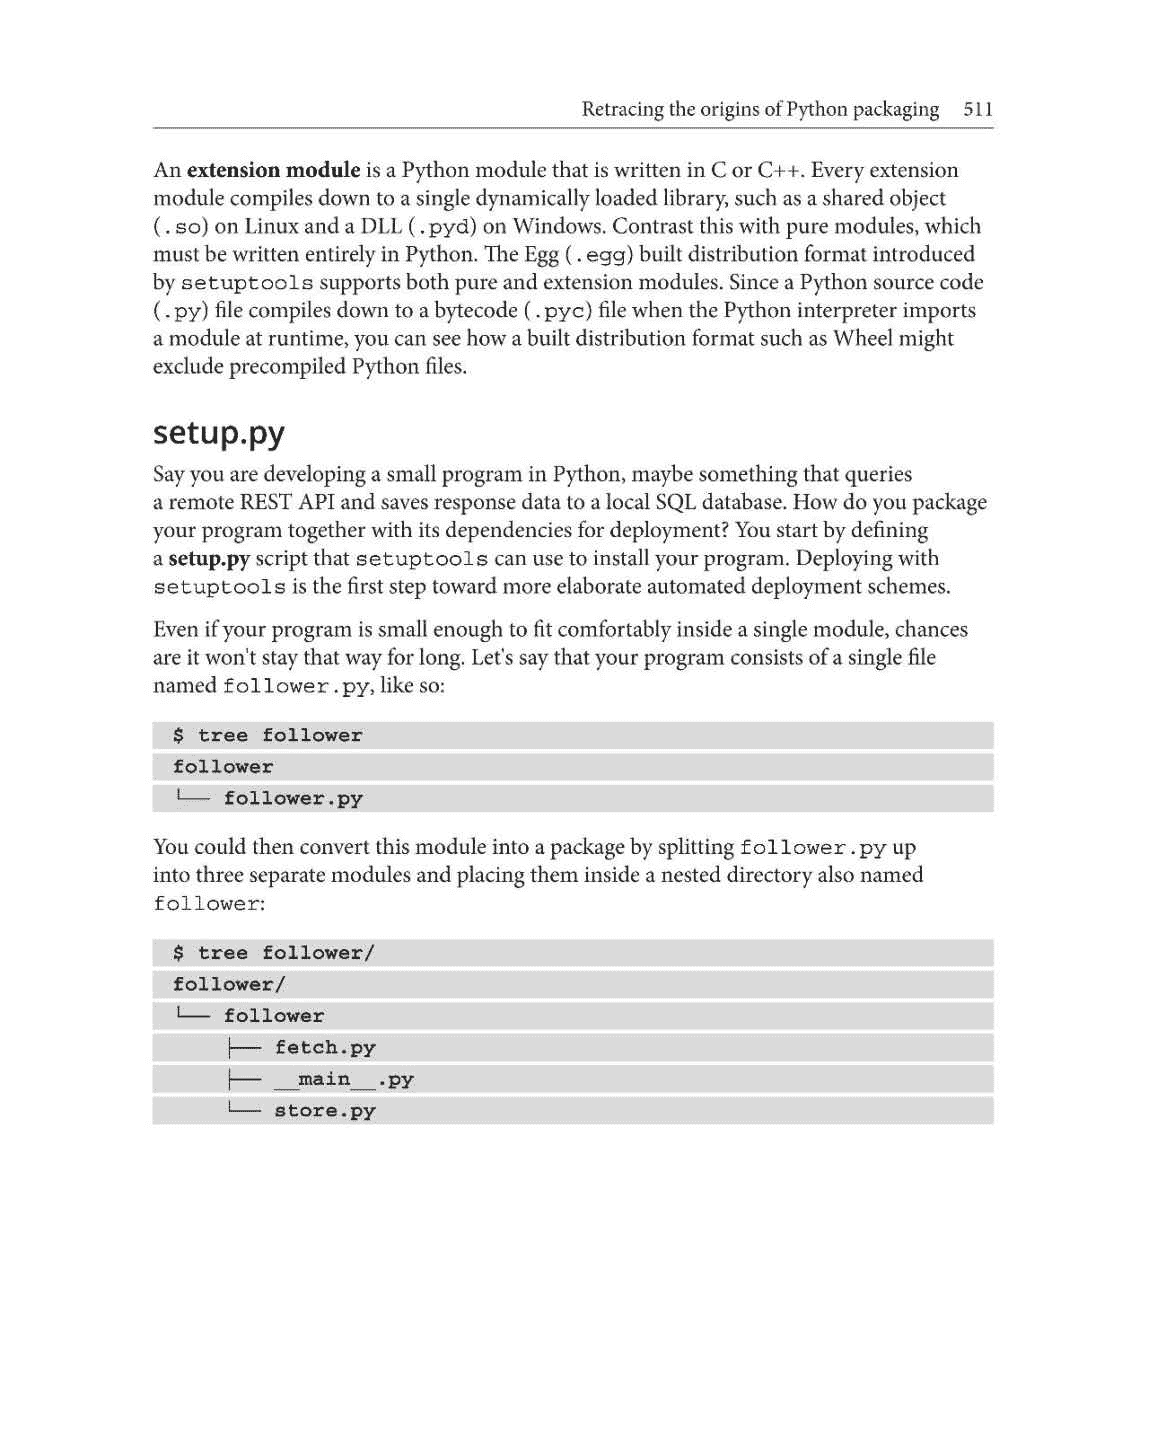 Retracing the origins of Python packaging 511
An extension module is a Python module that is written in C or C++. Every extension
module compiles down to a single dynamically loaded library, such as a shared object
(.so) on Linux and a DLL (.pyd) on Windows. Contrast this with pure modules, which
must be written entirely in Python. The Egg (.egg) built distribution format introduced
by setuptools supports both pure and extension modules. Since a Python source code
(.py) file compiles down to a bytecode (.pyc) file when the Python interpreter imports
a module at runtime, you can see how a built distribution format such as Wheel might
exclude precompiled Python files.
setup.py
Say you are developing a small program in Python, maybe something that queries
a remote REST API and saves response data to a local SQL database. How do you package
your program together with its dependencies for deployment? You start by defining
a setup.py script that setuptools can use to install your program. Deploying with
setuptools is the first step toward more elaborate automated deployment schemes.
Even if your program is small enough to fit comfortably inside a single module, chances
are it won't stay that way for long. Let's say that your program consists of a single file
named follower.py, like so:
$ tree follower
follower
└── follower.py
You could then convert this module into a package by splitting follower.py up
into three separate modules and placing them inside a nested directory also named
follower:
$ tree follower/
follower/
└── follower
    ├── fetch.py
    ├── __main__.py
    └── store.py